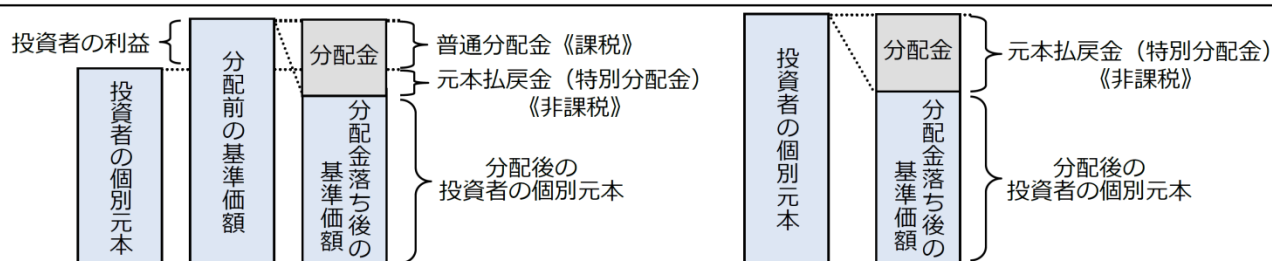 投資者の利益
投資者の個別元本
分配前の基準価額
分配金
分配金落ち後の
基準価額
普通分配金《課税》
元本払戻金（特別分配金）
《非課税》
分配後の
投資者の個別元本
投資者の個別元本
分配金
分配金落ち後の
基準価額
元本払戻金（特別分配金）
《非課税》
分配後の
投資者の個別元本